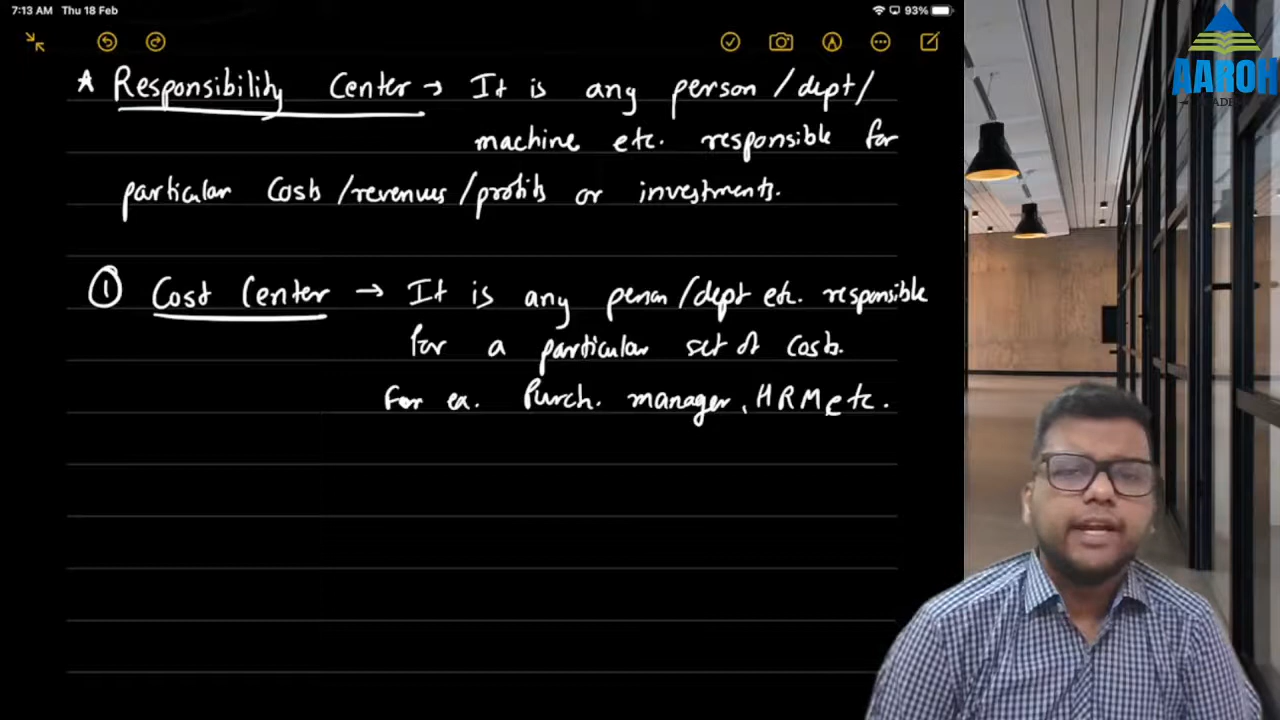 7:13 AM Thu 18 Feb 93%
AAROH
* Responsibility Center → It is any person / dept /
machine etc. responsible for
particular Costs / revenues / profits or investments.
① Cost Center → It is any person / dept etc. responsible
for a particular set of costs.
For ex. Purch. manager, HRM etc.